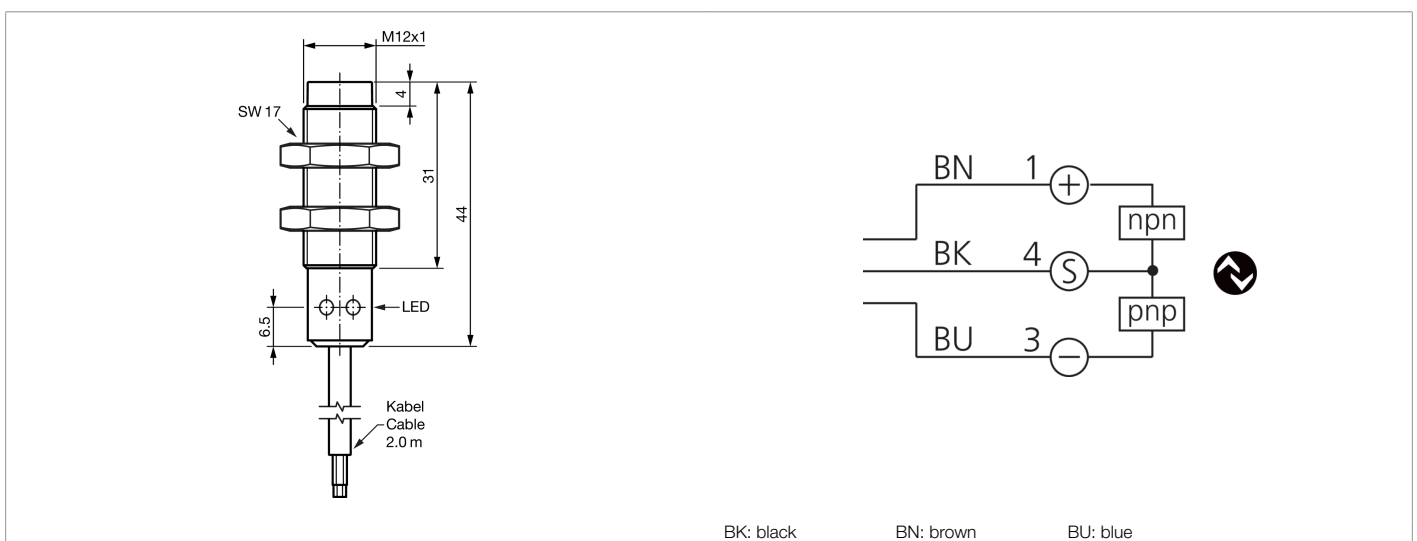 M12x1
4
SW 17
31
44
LED
6.5
Kabel
Cable
2.0 m
BN 1 +
npn
BK 4 S
pnp
BU 3 −
BK: black BN: brown BU: blue